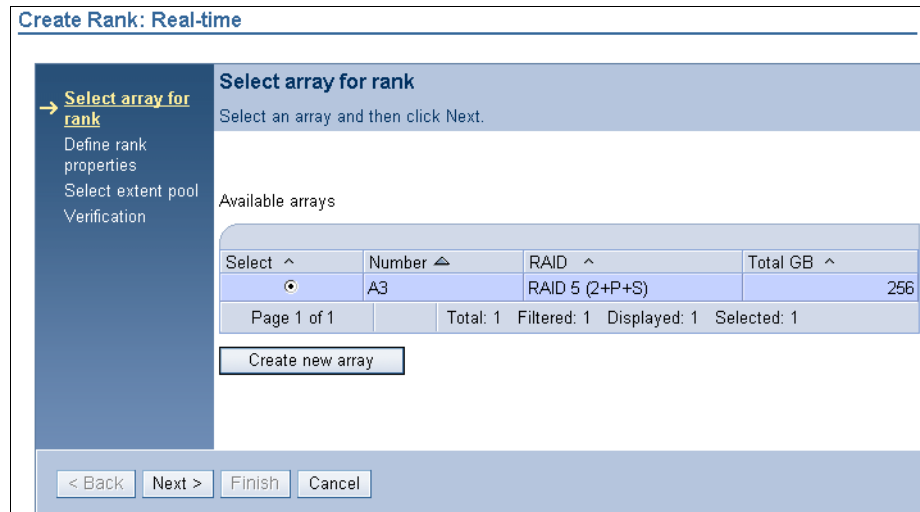 Create Rank: Real-time
Select array for rank
Define rank properties
Select extent pool
Verification
Select array for rank
Select an array and then click Next.
Available arrays
Select Number RAID Total GB
A3 RAID 5 (2+P+S) 256
Page 1 of 1 Total: 1 Filtered: 1 Displayed: 1 Selected: 1
Create new array
< Back Next > Finish Cancel